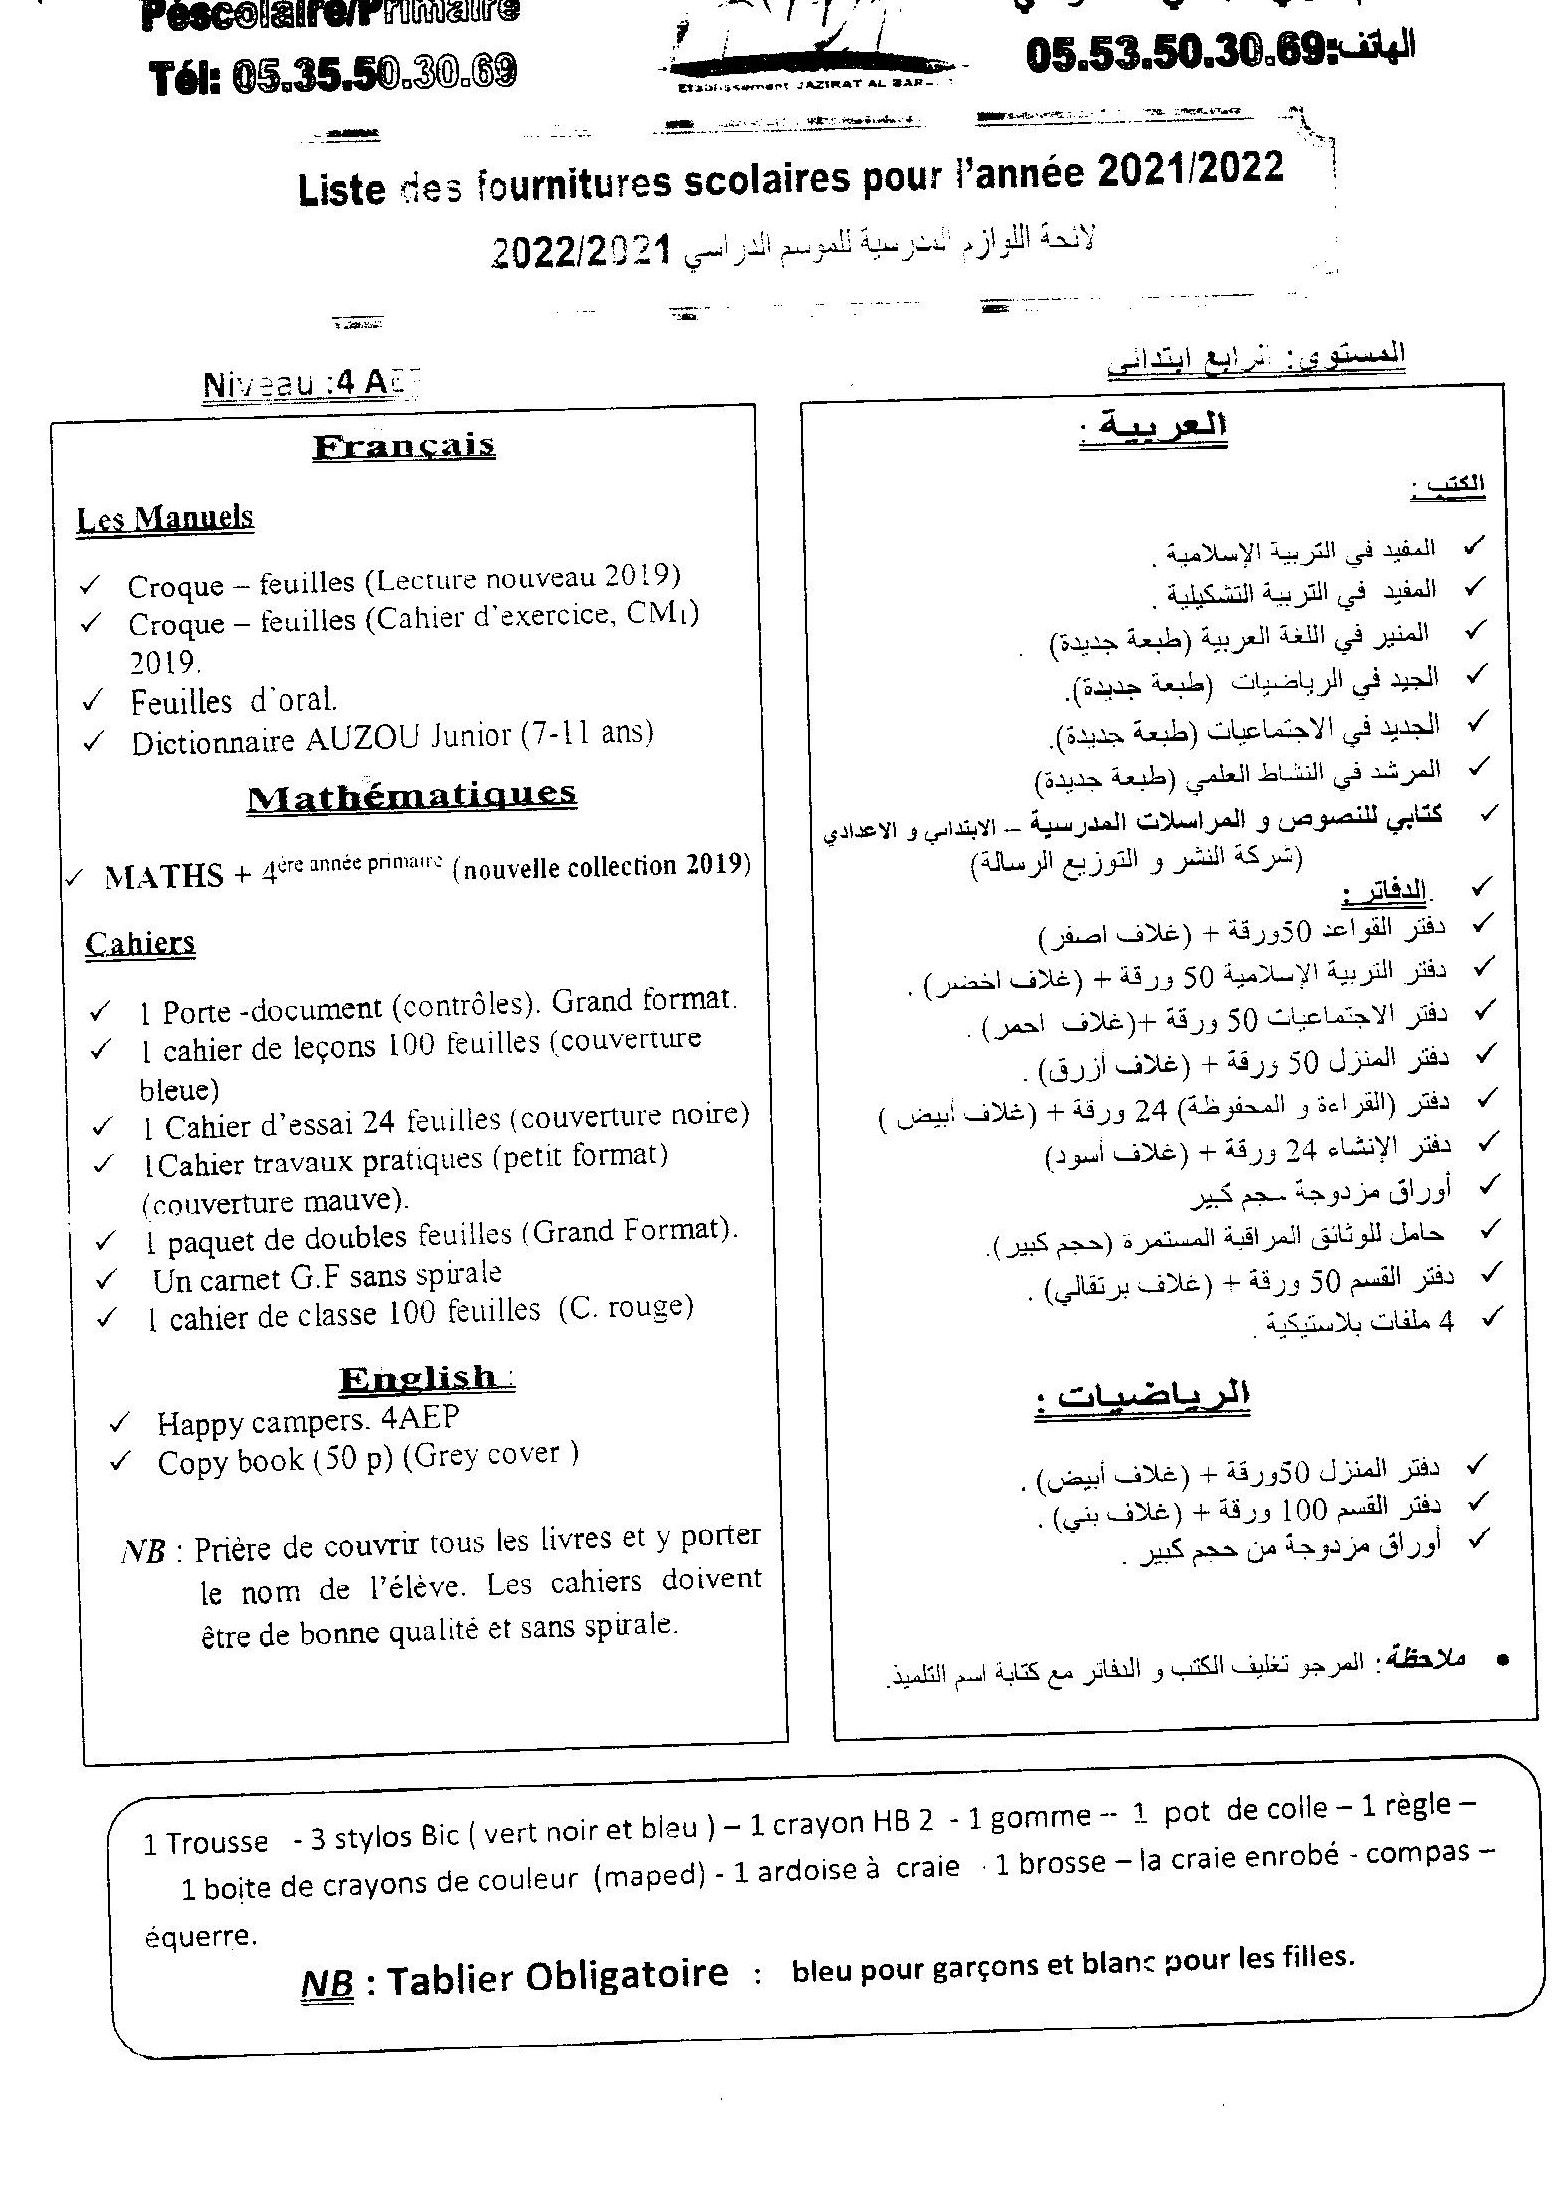 Péscolaire/Primaire
Tél: 05.35.50.30.69
Etablissement JAZIRAT AL
الهاتف:05.53.50.30.69
Liste des fournitures scolaires pour l'année 2021/2022
لائحة اللوازم المدرسية للموسم الدراسي 2022/2021
Niveau :4
المستوى: الرابع ابتدائي
Français
Les Manuels
✓ Croque – feuilles (Lecture nouveau 2019)
✓ Croque – feuilles (Cahier d'exercice, CM1)
2019.
✓ Feuilles d'oral.
✓ Dictionnaire AUZOU Junior (7-11 ans)
Mathématiques
✓ MATHS + 4ère année primaire (nouvelle collection 2019)
Cahiers
✓ 1 Porte -document (contrôles). Grand format.
✓ 1 cahier de leçons 100 feuilles (couverture
bleue)
✓ 1 Cahier d'essai 24 feuilles (couverture noire)
✓ 1Cahier travaux pratiques (petit format)
(couverture mauve).
✓ 1 paquet de doubles feuilles (Grand Format).
✓ Un carnet G.F sans spirale
✓ 1 cahier de classe 100 feuilles (C. rouge)
English :
✓ Happy campers. 4AEP
✓ Copy book (50 p) (Grey cover )
NB : Prière de couvrir tous les livres et y porter
le nom de l'élève. Les cahiers doivent
être de bonne qualité et sans spirale.
العربية :
الكتب :
✓ المفيد في التربية الإسلامية .
✓ المفيد في التربية التشكيلية .
✓ المنير في اللغة العربية (طبعة جديدة) .
✓ الجيد في الرياضيات (طبعة جديدة).
✓ الجديد في الاجتماعيات (طبعة جديدة).
✓ المرشد في النشاط العلمي (طبعة جديدة)
✓ كتابي للنصوص و المراسلات المدرسية – الابتدائي و الاعدادي
(شركة النشر و التوزيع الرسالة)
✓ الدفاتر :
✓ دفتر القواعد 50ورقة + (غلاف اصفر)
✓ دفتر التربية الإسلامية 50 ورقة + (غلاف اخضر) .
✓ دفتر الاجتماعيات 50 ورقة +(غلاف احمر) .
✓ دفتر المنزل 50 ورقة + (غلاف أزرق) .
✓ دفتر (القراءة و المحفوظة) 24 ورقة + (غلاف أبيض )
✓ دفتر الإنشاء 24 ورقة + (غلاف أسود)
✓ أوراق مزدوجة حجم كبير
✓ حامل للوثائق المراقبة المستمرة (حجم كبير).
✓ دفتر القسم 50 ورقة + (غلاف برتقالي) .
✓ 4 ملفات بلاستيكية .
الرياضيات :
✓ دفتر المنزل 50ورقة + (غلاف أبيض) .
✓ دفتر القسم 100 ورقة + (غلاف بني) .
✓ أوراق مزدوجة من حجم كبير .
• ملاحظة : المرجو تغليف الكتب و الدفاتر مع كتابة اسم التلميذ.
1 Trousse - 3 stylos Bic ( vert noir et bleu ) – 1 crayon HB 2 - 1 gomme -- 1 pot de colle – 1 règle –
1 boite de crayons de couleur (maped) - 1 ardoise à craie - 1 brosse – la craie enrobé - compas –
équerre.
NB : Tablier Obligatoire : bleu pour garçons et blanc pour les filles.